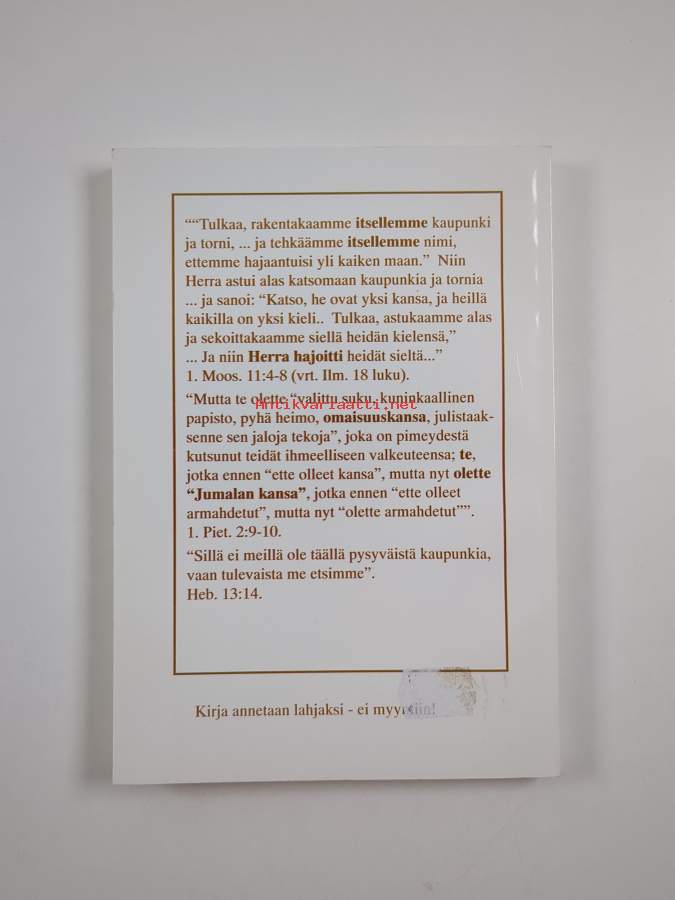 ““Tulkaa, rakentakaamme itsellemme kaupunki
ja torni, ... ja tehkäämme itsellemme nimi,
ettemme hajaantuisi yli kaiken maan.” Niin
Herra astui alas katsomaan kaupunkia ja tornia
... ja sanoi: “Katso, he ovat yksi kansa, ja heillä
kaikilla on yksi kieli.. Tulkaa, astukaamme alas
ja sekoittakaamme siellä heidän kielensä,”
... Ja niin Herra hajoitti heidät sieltä...”
1. Moos. 11:4-8 (vrt. Ilm. 18 luku).
“Mutta te olette “valittu suku, kuninkaallinen
Antikvariaatti.net
papisto, pyhä heimo, omaisuuskansa, julistaak-
senne sen jaloja tekoja”, joka on pimeydestä
kutsunut teidät ihmeelliseen valkeuteensa; te,
jotka ennen “ette olleet kansa”, mutta nyt olette
“Jumalan kansa”, jotka ennen “ette olleet
armahdetut”, mutta nyt “olette armahdetut””.
1. Piet. 2:9-10.
“Sillä ei meillä ole täällä pysyväistä kaupunkia,
vaan tulevaista me etsimme”.
Heb. 13:14.
Kirja annetaan lahjaksi - ei myyntiin!